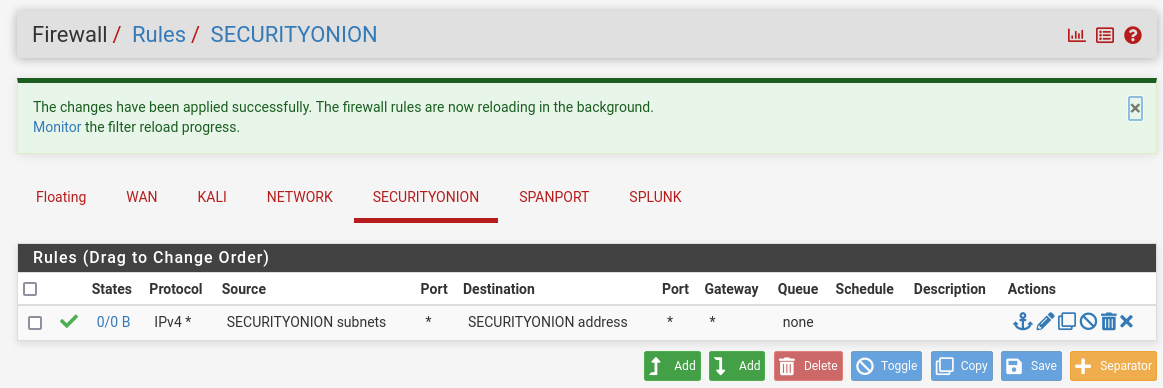 Firewall / Rules / SECURITYONION
The changes have been applied successfully. The firewall rules are now reloading in the background.
Monitor the filter reload progress.
×
Floating WAN KALI NETWORK SECURITYONION SPANPORT SPLUNK
Rules (Drag to Change Order)
States Protocol Source Port Destination Port Gateway Queue Schedule Description Actions
0/0 B IPv4 * SECURITYONION subnets * SECURITYONION address * * none
Add Add Delete Toggle Copy Save Separator